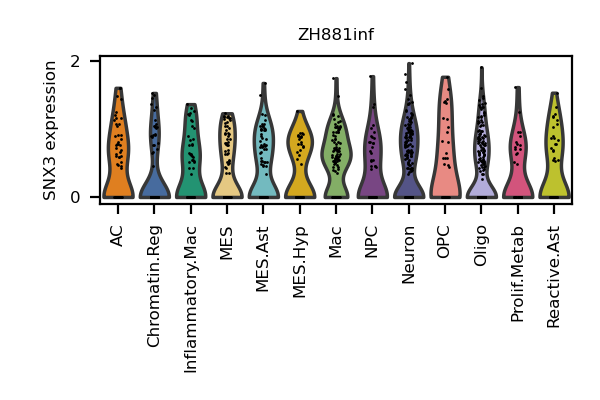 ZH881inf
SNX3 expression
2
0
AC
Chromatin.Reg
Inflammatory.Mac
MES
MES.Ast
MES.Hyp
Mac
NPC
Neuron
OPC
Oligo
Prolif.Metab
Reactive.Ast